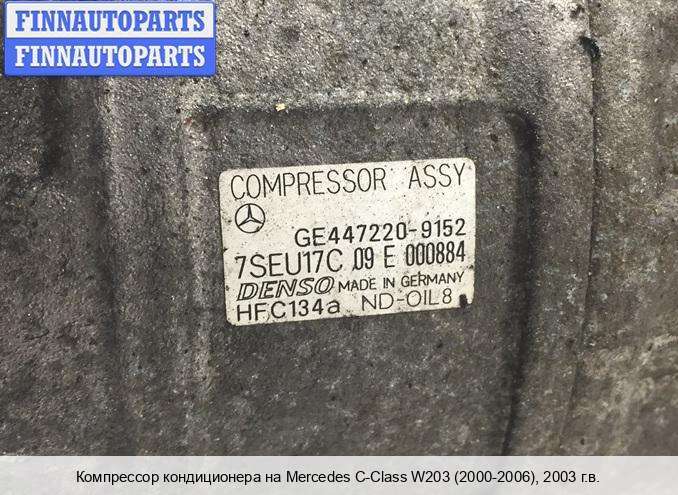 FINNAUTOPARTS
FINNAUTOPARTS
COMPRESSOR ASSY
GE447220-9152
7SEU17C 09 E 000884
DENSO MADE IN GERMANY
HFC134a ND-OIL8
Компрессор кондиционера на Mercedes C-Class W203 (2000-2006), 2003 г.в.